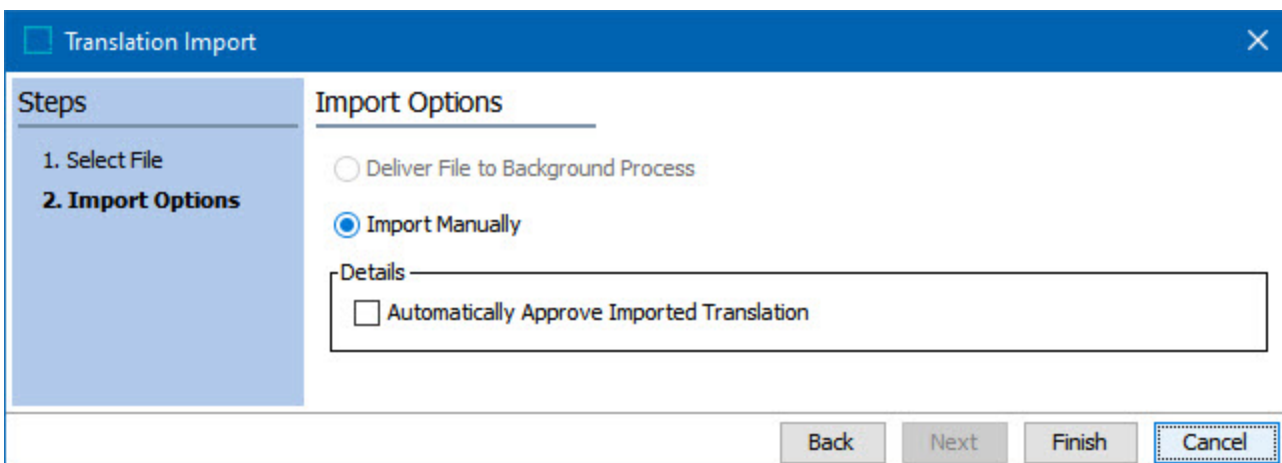 Translation Import
Steps
1. Select File
2. Import Options
Import Options
Deliver File to Background Process
Import Manually
Details
Automatically Approve Imported Translation
Back Next Finish Cancel